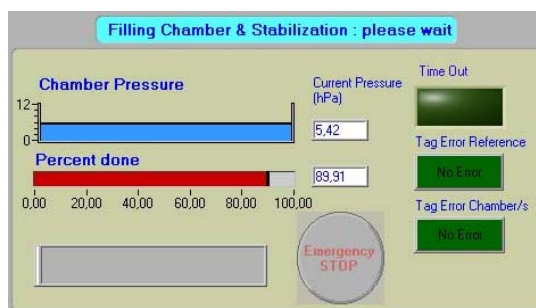 Filling Chamber & Stabilization : please wait
Chamber Pressure
Current Pressure
(hPa)
Time Out
12
0
5,42
Tag Error Reference
No Error
Percent done
89,91
0,00 20,00 40,00 60,00 80,00 100,00
Tag Error Chamber/s
No Error
Emergency
STOP